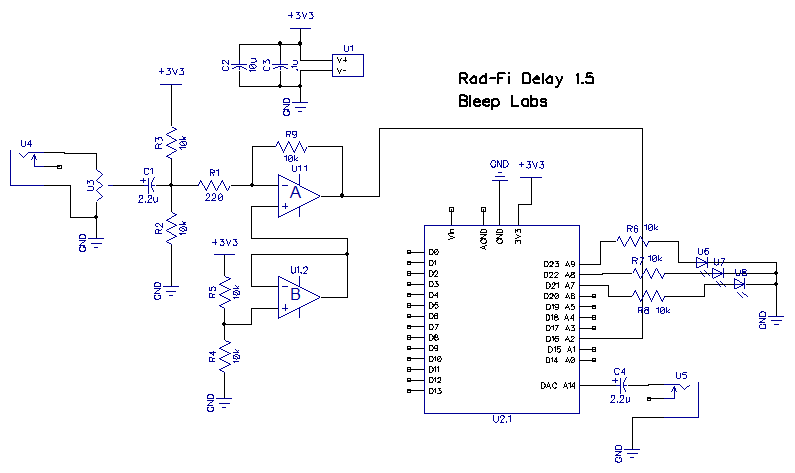 +3V3
U1
V+
V-
C2
10u
C3
.1u
GND
Rad-Fi Delay 1.5
Bleep Labs
+3V3
R3
10k
U4
U3
C1
2.2u
R1
220
R9
10k
U1.1
A
R2
10k
GND
GND
+3V3
R5
10k
U1.2
B
R4
10k
GND
GND
+3V3
Vin
AGND
GND
3V3
D0
D1
D2
D3
D4
D5
D6
D7
D8
D9
D10
D11
D12
D13
D23 A9
D22 A8
D21 A7
D20 A6
D19 A5
D18 A4
D17 A3
D16 A2
D15 A1
D14 A0
DAC A14
U2.1
R6 10k
R7 10k
R8 10k
U6
U7
U8
GND
C4
2.2u
U5
GND